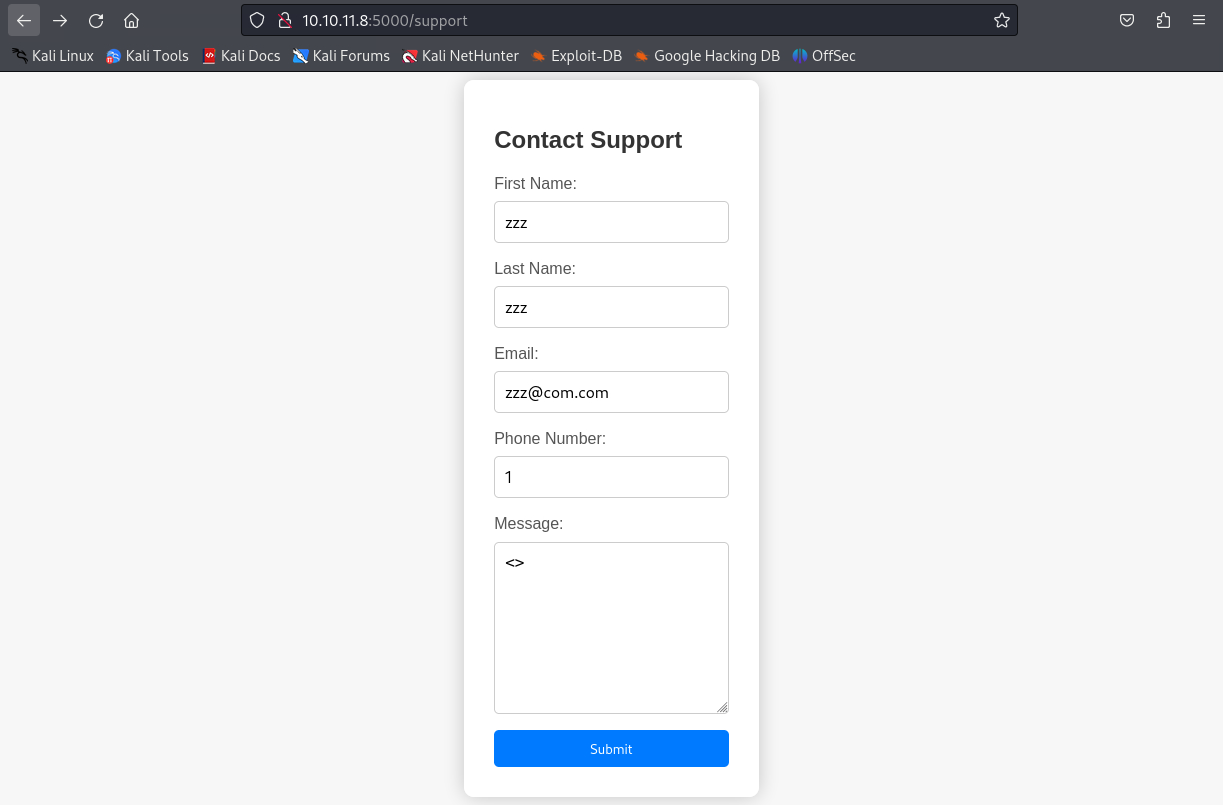 10.10.11.8:5000/support
Kali Linux Kali Tools Kali Docs Kali Forums Kali NetHunter Exploit-DB Google Hacking DB OffSec
Contact Support
First Name:
zzz
Last Name:
zzz
Email:
zzz@com.com
Phone Number:
1
Message:
<>
Submit